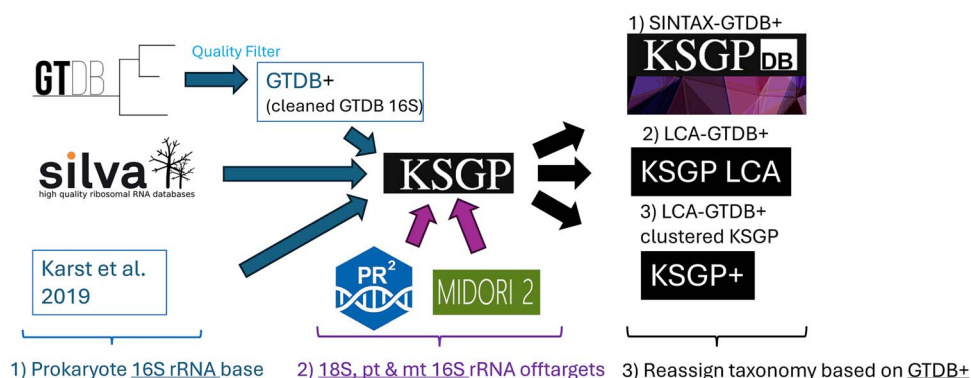 1) SINTAX-GTDB+
Quality Filter
GTDB
KSGP DB
GTDB+
(cleaned GTDB 16S)
2) LCA-GTDB+
silva
high quality ribosomal RNA databases
KSGP
KSGP LCA
3) LCA-GTDB+
clustered KSGP
Karst et al.
2019
PR2
MIDORI 2
KSGP+
1) Prokaryote 16S rRNA base
2) 18S, pt & mt 16S rRNA offtargets
3) Reassign taxonomy based on GTDB+